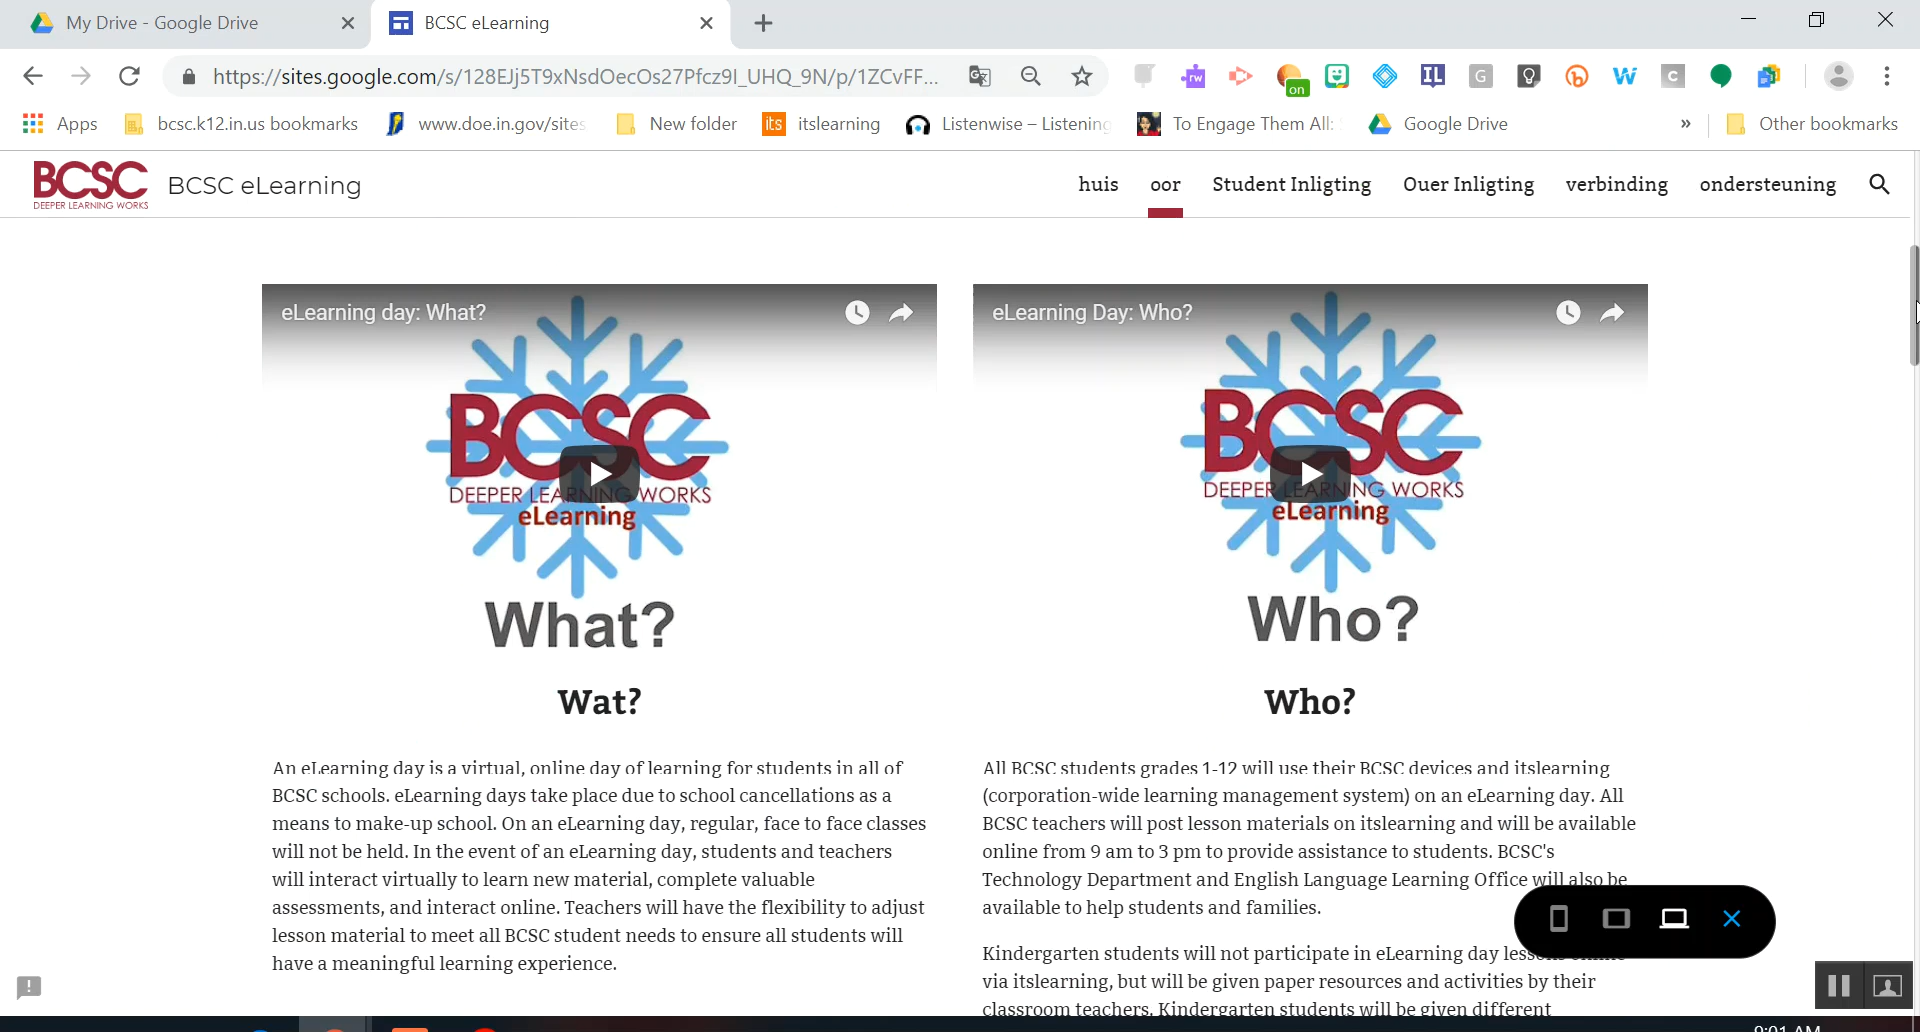 My Drive - Google Drive
BCSC eLearning
https://sites.google.com/s/128EJj5T9xNsdOecOs27Pfcz9I_UHQ_9N/p/1ZCvFF...
on
Apps
bcsc.k12.in.us bookmarks
www.doe.in.gov/sites
New folder
its itslearning
Listenwise – Listening
To Engage Them All:
Google Drive
» Other bookmarks
BCSC
DEEPER LEARNING WORKS
BCSC eLearning
huis
oor
Student Inligting
Ouer Inligting
verbinding
ondersteuning
eLearning day: What?
BCSC
DEEPER LEARNING WORKS
eLearning
What?
eLearning Day: Who?
BCSC
DEEPER LEARNING WORKS
eLearning
Who?
Wat?
An eLearning day is a virtual, online day of learning for students in all of
BCSC schools. eLearning days take place due to school cancellations as a
means to make-up school. On an eLearning day, regular, face to face classes
will not be held. In the event of an eLearning day, students and teachers
will interact virtually to learn new material, complete valuable
assessments, and interact online. Teachers will have the flexibility to adjust
lesson material to meet all BCSC student needs to ensure all students will
have a meaningful learning experience.
Who?
All BCSC students grades 1-12 will use their BCSC devices and itslearning
(corporation-wide learning management system) on an eLearning day. All
BCSC teachers will post lesson materials on itslearning and will be available
online from 9 am to 3 pm to provide assistance to students. BCSC's
Technology Department and English Language Learning Office will also be
available to help students and families.
Kindergarten students will not participate in eLearning day
via itslearning, but will be given paper resources and activities by their
classroom teachers. Kindergarten students will be given different
9:01 AM